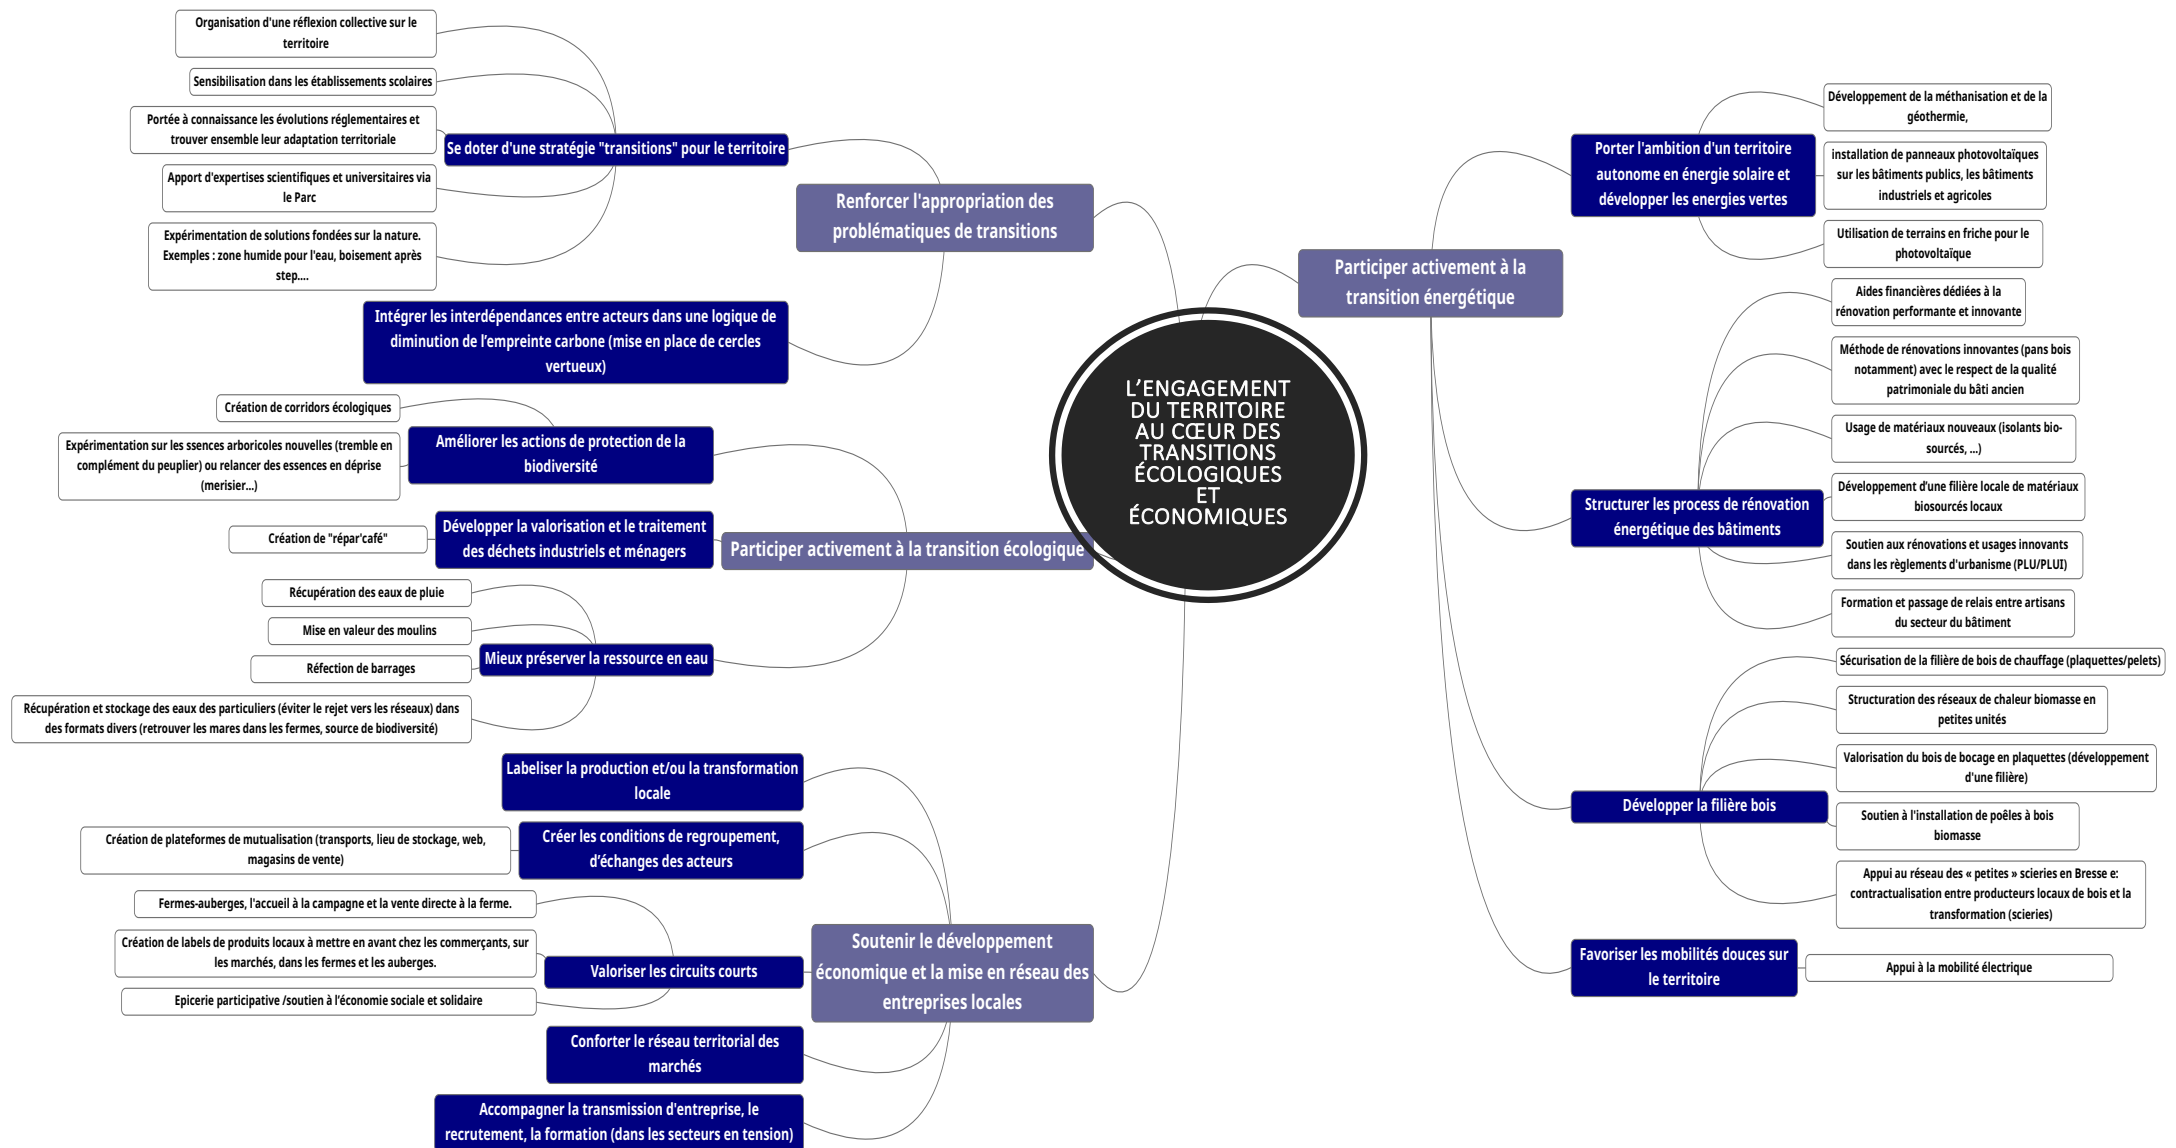 L'ENGAGEMENT
DU TERRITOIRE
AU CŒUR DES
TRANSITIONS
ÉCOLOGIQUES
ET
ÉCONOMIQUES
Renforcer l'appropriation des
problématiques de transitions
Se doter d'une stratégie "transitions" pour le territoire
Organisation d'une réflexion collective sur le
territoire
Sensibilisation dans les établissements scolaires
Portée à connaissance les évolutions réglementaires et
trouver ensemble leur adaptation territoriale
Apport d'expertises scientifiques et universitaires via
le Parc
Expérimentation de solutions fondées sur la nature.
Exemples : zone humide pour l'eau, boisement après
step....
Intégrer les interdépendances entre acteurs dans une logique de
diminution de l'empreinte carbone (mise en place de cercles
vertueux)
Participer activement à la transition écologique
Améliorer les actions de protection de la
biodiversité
Création de corridors écologiques
Expérimentation sur les ssences arboricoles nouvelles (tremble en
complément du peuplier) ou relancer des essences en déprise
(merisier...)
Développer la valorisation et le traitement
des déchets industriels et ménagers
Création de "répar'café"
Mieux préserver la ressource en eau
Récupération des eaux de pluie
Mise en valeur des moulins
Réfection de barrages
Récupération et stockage des eaux des particuliers (éviter le rejet vers les réseaux) dans
des formats divers (retrouver les mares dans les fermes, source de biodiversité)
Soutenir le développement
économique et la mise en réseau des
entreprises locales
Labeliser la production et/ou la transformation
locale
Créer les conditions de regroupement,
d'échanges des acteurs
Création de plateformes de mutualisation (transports, lieu de stockage, web,
magasins de vente)
Valoriser les circuits courts
Fermes-auberges, l'accueil à la campagne et la vente directe à la ferme.
Création de labels de produits locaux à mettre en avant chez les commerçants, sur
les marchés, dans les fermes et les auberges.
Epicerie participative /soutien à l'économie sociale et solidaire
Conforter le réseau territorial des
marchés
Accompagner la transmission d'entreprise, le
recrutement, la formation (dans les secteurs en tension)
Participer activement à la
transition énergétique
Porter l'ambition d'un territoire
autonome en énergie solaire et
développer les energies vertes
Développement de la méthanisation et de la
géothermie,
installation de panneaux photovoltaïques
sur les bâtiments publics, les bâtiments
industriels et agricoles
Utilisation de terrains en friche pour le
photovoltaïque
Structurer les process de rénovation
énergétique des bâtiments
Aides financières dédiées à la
rénovation performante et innovante
Méthode de rénovations innovantes (pans bois
notamment) avec le respect de la qualité
patrimoniale du bâti ancien
Usage de matériaux nouveaux (isolants bio-
sourcés, ...)
Développement d'une filière locale de matériaux
biosourcés locaux
Soutien aux rénovations et usages innovants
dans les règlements d'urbanisme (PLU/PLUI)
Formation et passage de relais entre artisans
du secteur du bâtiment
Développer la filière bois
Sécurisation de la filière de bois de chauffage (plaquettes/pelets)
Structuration des réseaux de chaleur biomasse en
petites unités
Valorisation du bois de bocage en plaquettes (développement
d'une filière)
Soutien à l'installation de poêles à bois
biomasse
Appui au réseau des « petites » scieries en Bresse e:
contractualisation entre producteurs locaux de bois et la
transformation (scieries)
Favoriser les mobilités douces sur
le territoire
Appui à la mobilité électrique